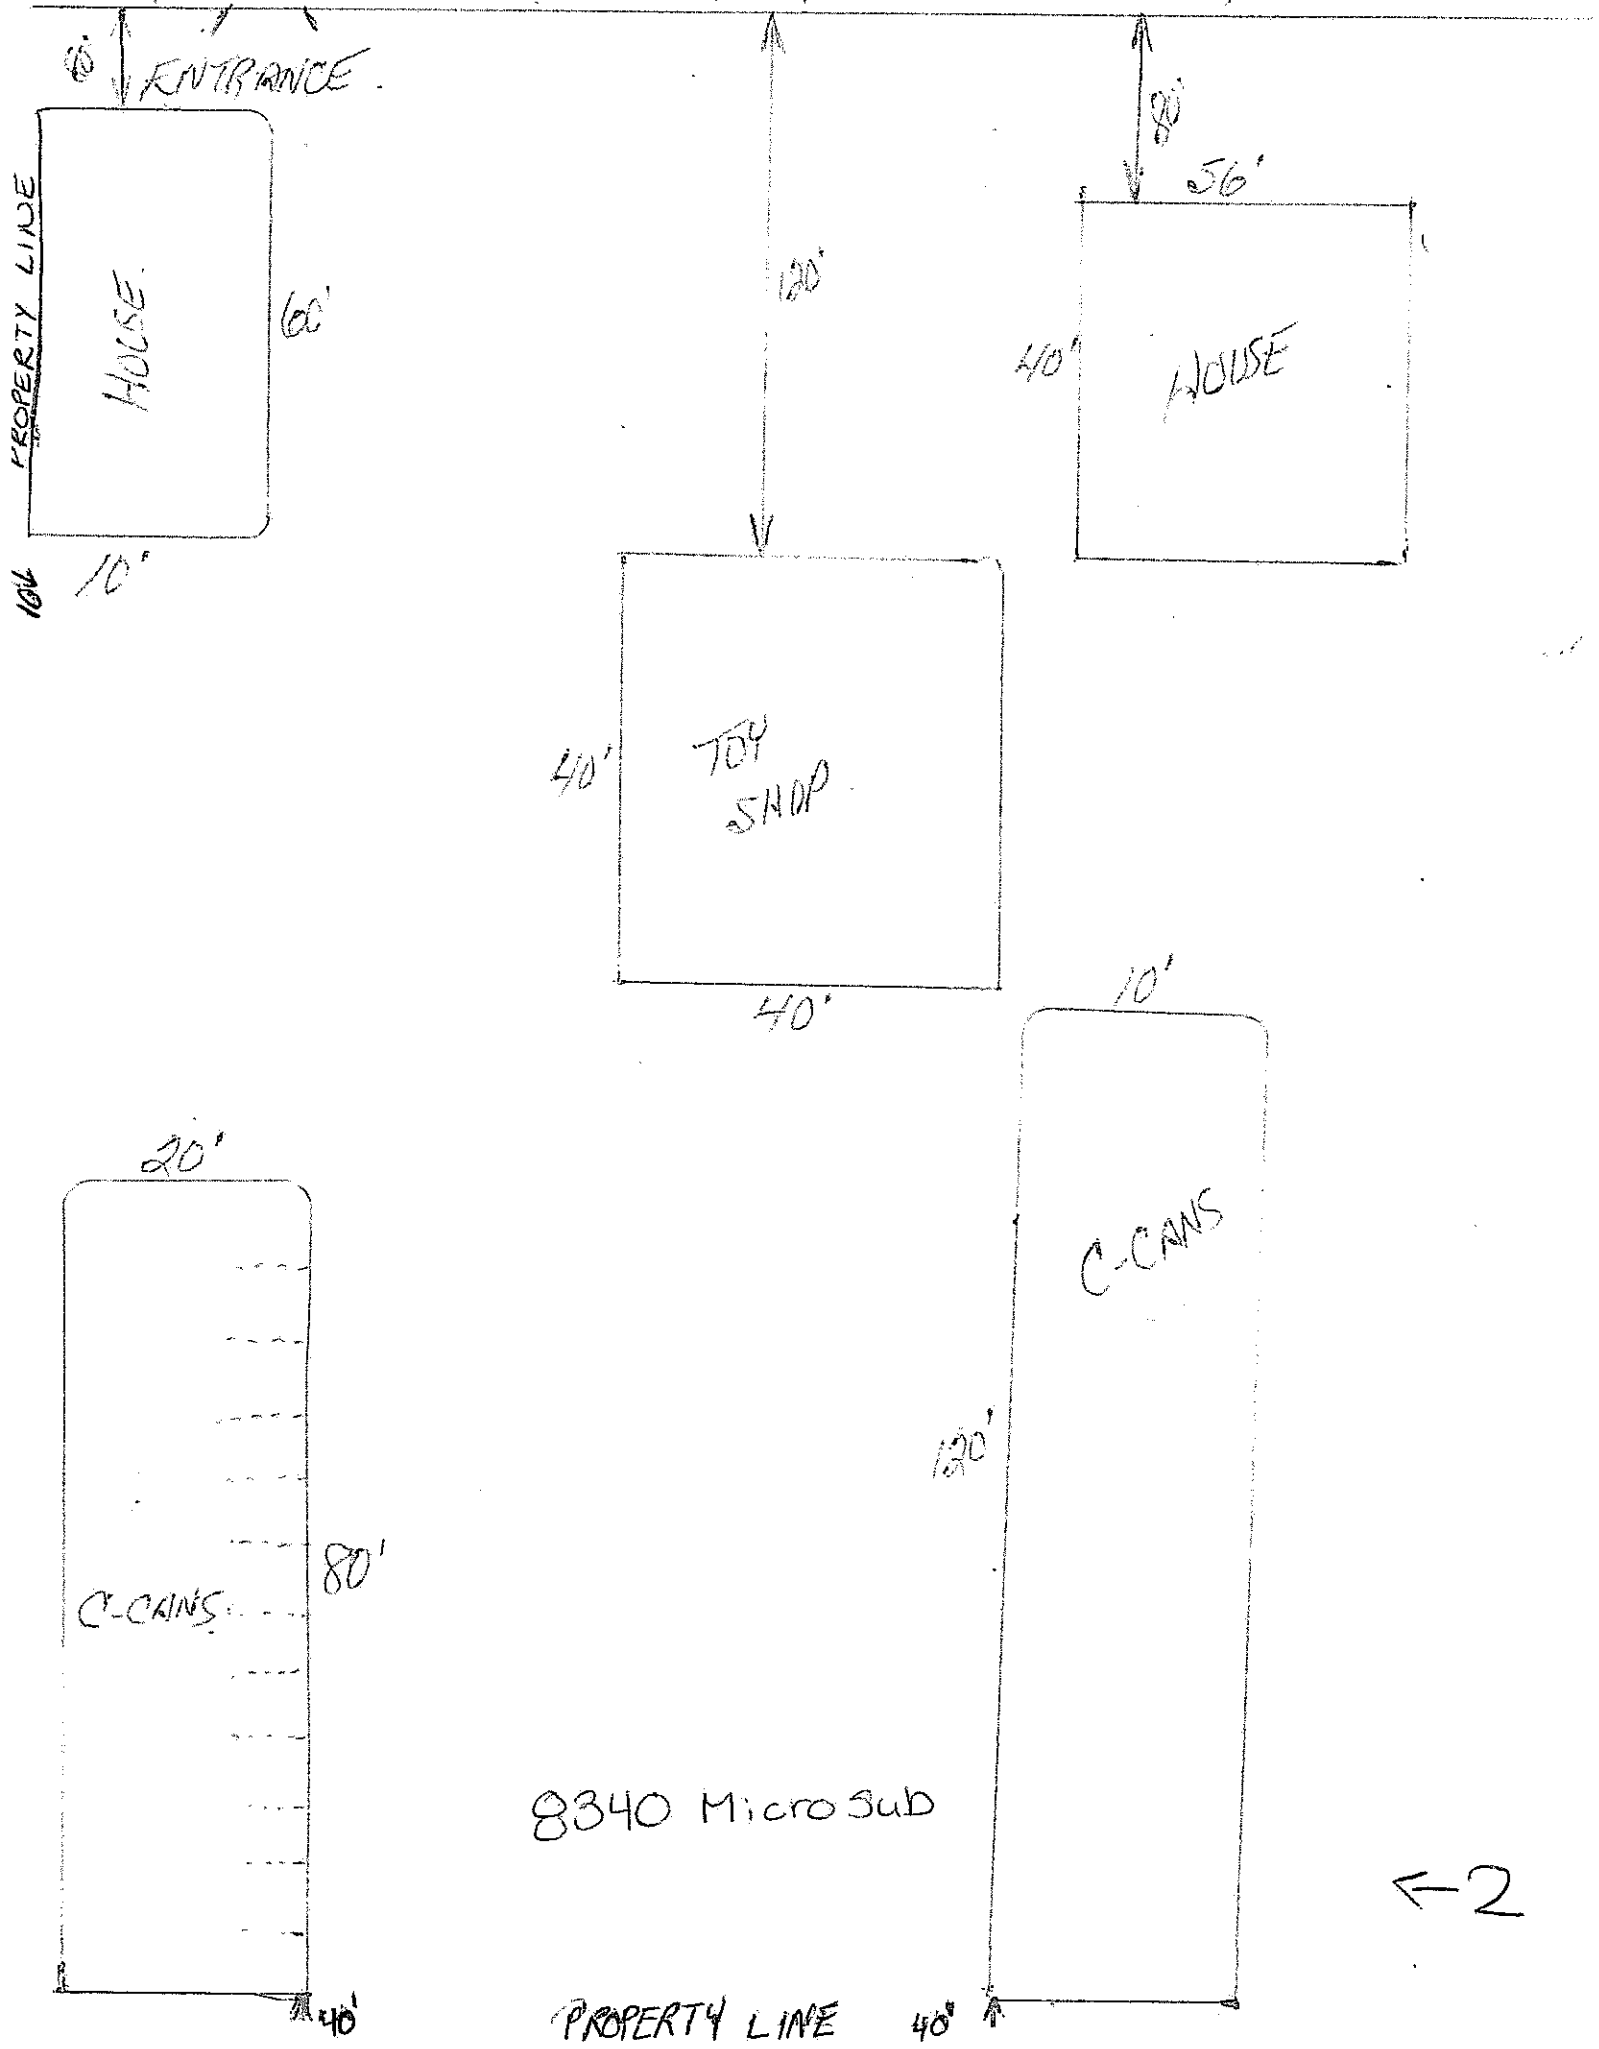 ENTRANCE.
80'
56'
PROPERTY LINE
HOUSE.
60'
120'
40'
HOUSE
10'
TOY
SHOP
40'
40'
10'
20'
C-CANS
120'
80'
C-CANS
8340 MicroSub
←2
40'
PROPERTY LINE
40'